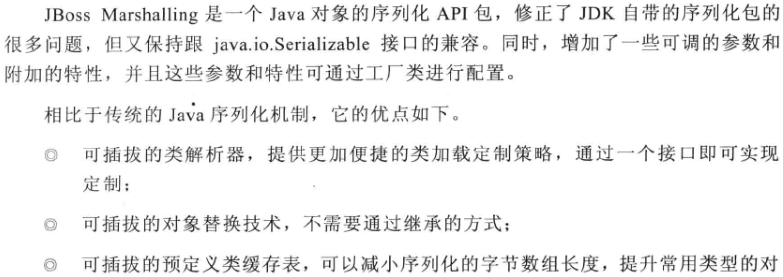 JBoss Marshalling 是一个 Java 对象的序列化 API 包，修正了 JDK 自带的序列化包的
很多问题，但又保持跟 java.io.Serializable 接口的兼容。同时，增加了一些可调的参数和
附加的特性，并且这些参数和特性可通过工厂类进行配置。
相比于传统的 Java 序列化机制，它的优点如下。
◎ 可插拔的类解析器，提供更加便捷的类加载定制策略，通过一个接口即可实现
定制；
◎ 可插拔的对象替换技术，不需要通过继承的方式；
◎ 可插拔的预定义类缓存表，可以减小序列化的字节数组长度，提升常用类型的对